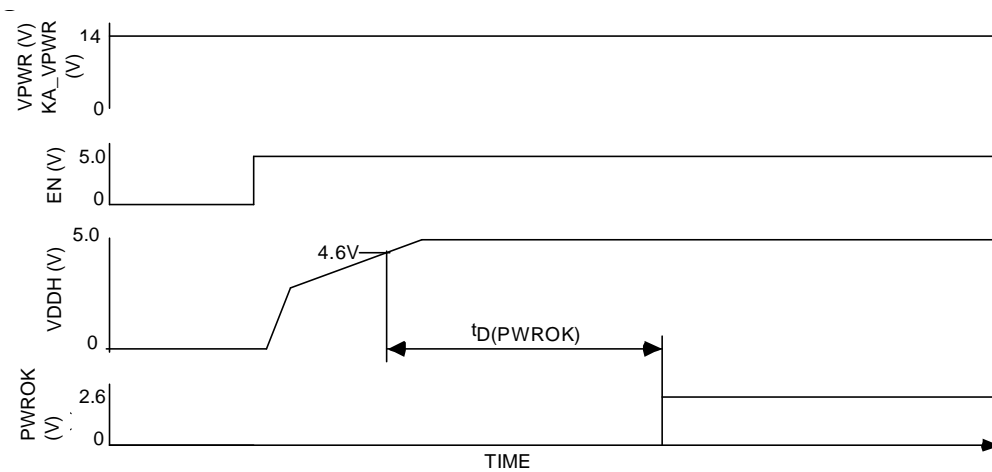 VPWR (V)
KA_VPWR
(V)
14
0
EN (V)
5.0
0
VDDH (V)
5.0
4.6V
0
tD(PWROK)
PWROK
(V)
2.6
0
TIME